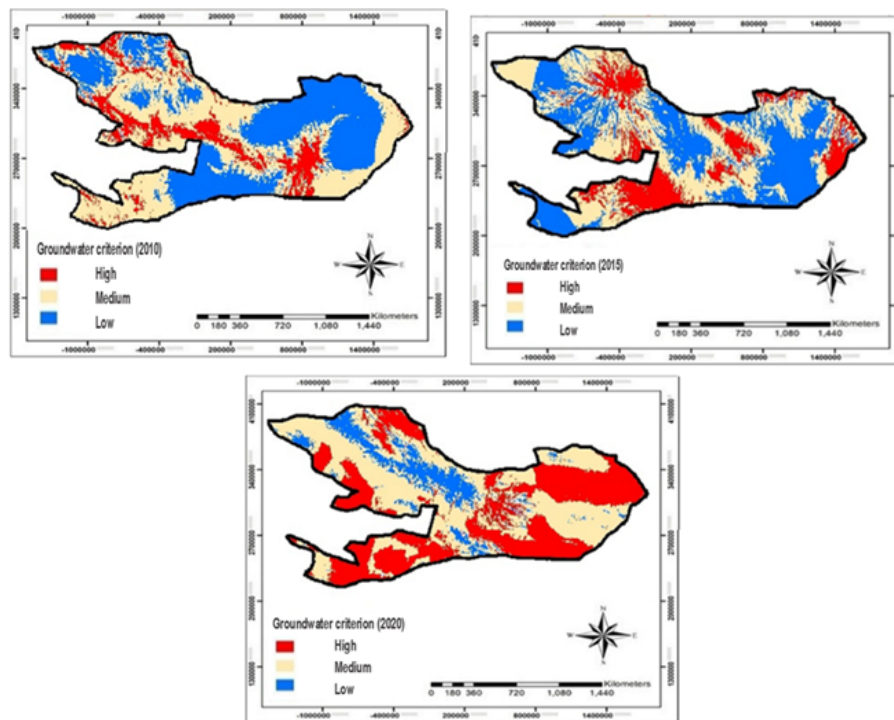 -1000000 -400000 200000 800000 1400000
410
3400000
2700000
2000000
1300000
Groundwater criterion (2010)
High
Medium
Low
N
W E
Kilometers
0 180 360 720 1,080 1,440
-1000000 -400000 200000 800000 1400000
-1000000 -400000 200000 800000 1400000
410
3400000
2700000
2000000
1300000
Groundwater criterion (2015)
High
Medium
Low
N
W E
Kilometers
0 180 360 720 1,080 1,440
-1000000 -400000 200000 800000 1400000
-1000000 -400000 200000 800000 1400000
4100000
3400000
2700000
2000000
1300000
Groundwater criterion (2020)
High
Medium
Low
N
W E
Kilometers
0 180 360 720 1,080 1,440
-1000000 -400000 200000 800000 1400000